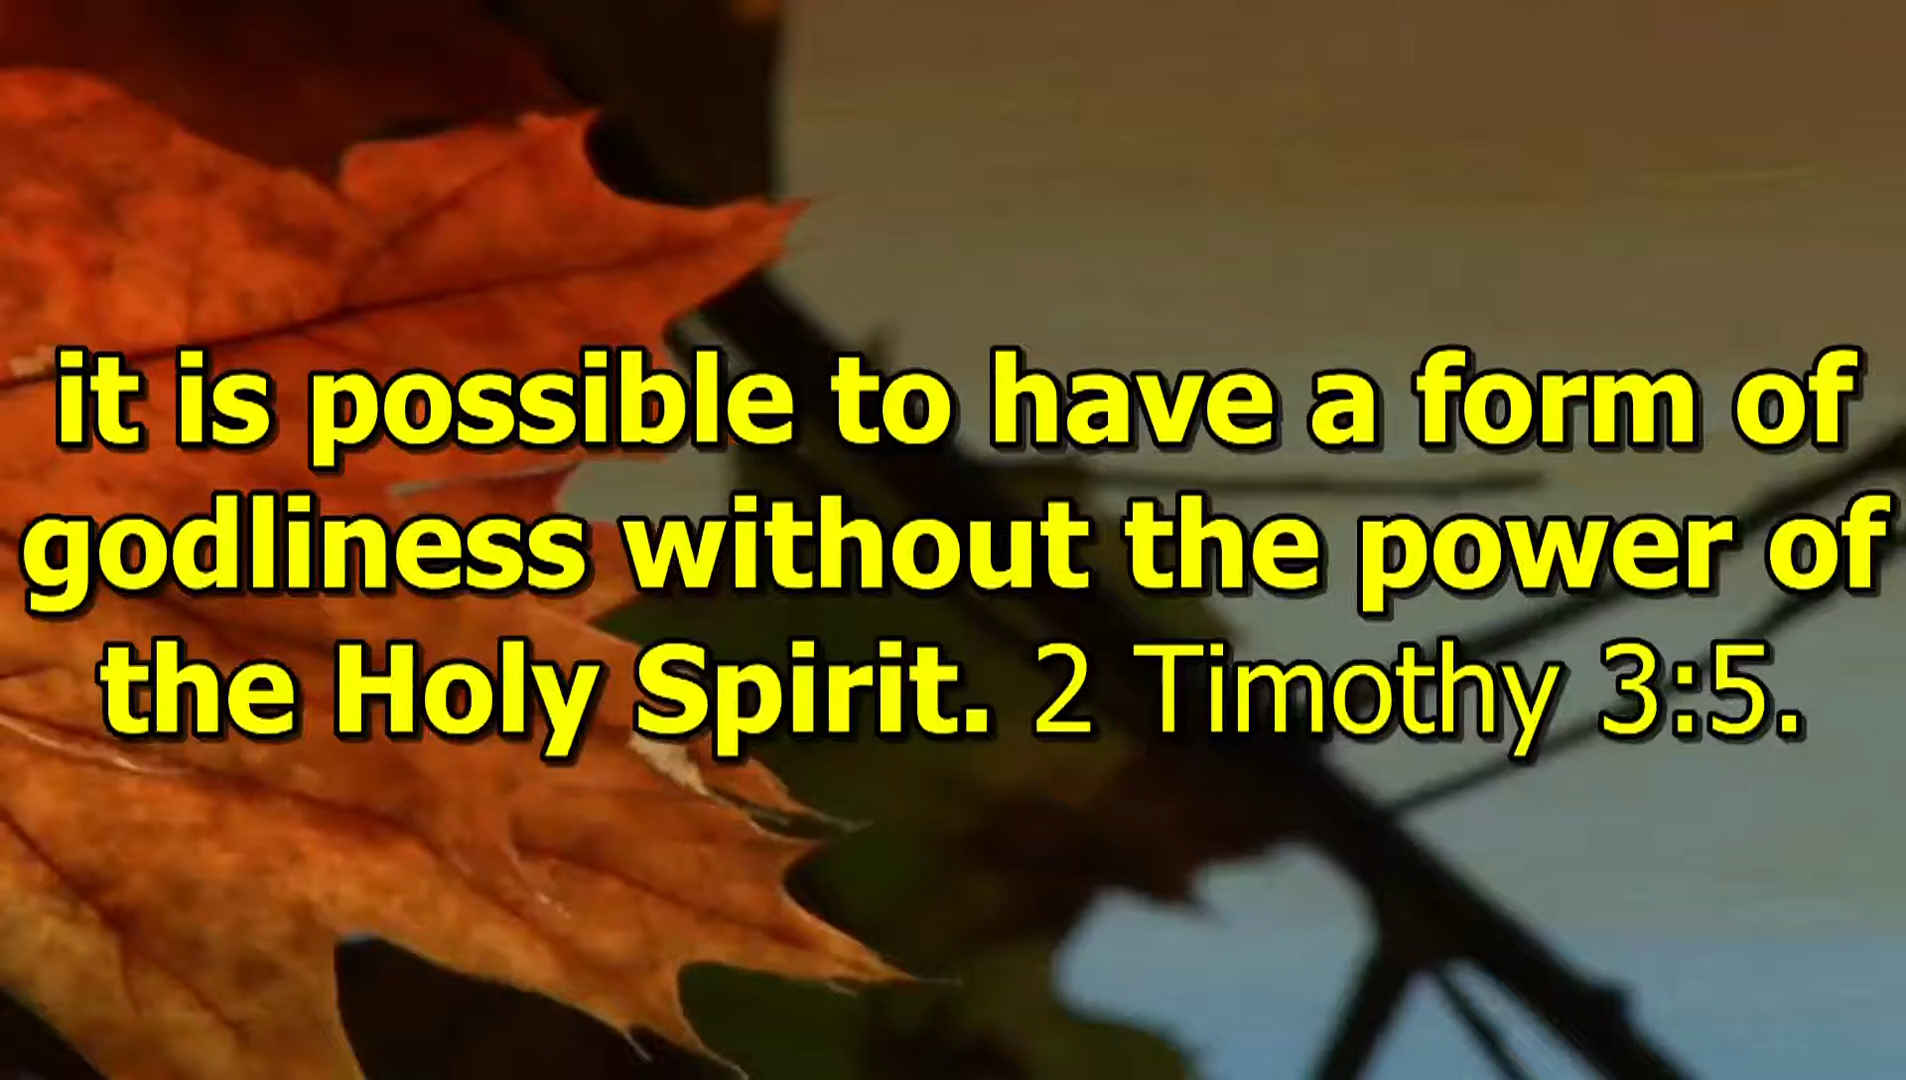 it is possible to have a form of
godliness without the power of
the Holy Spirit. 2 Timothy 3:5.